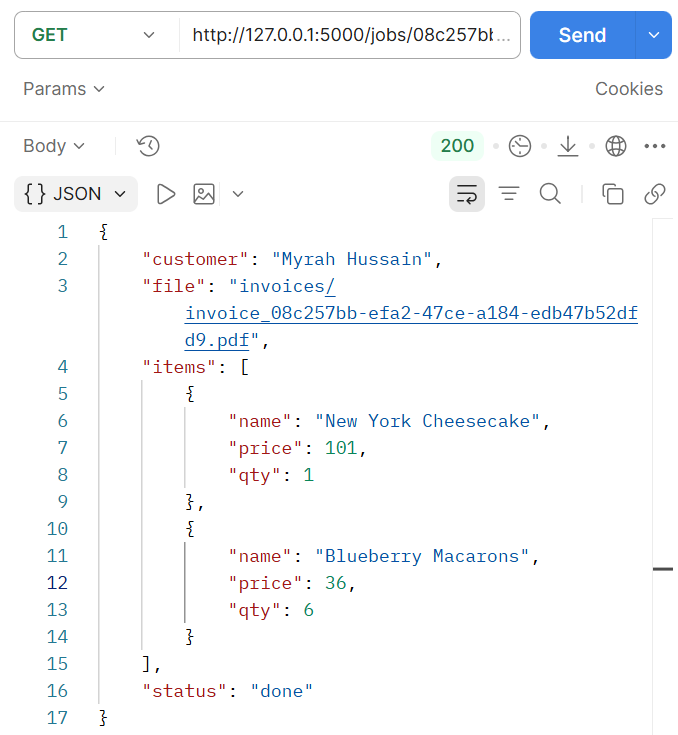 GET http://127.0.0.1:5000/jobs/08c257bb... Send
Params Cookies
Body 200
{} JSON
1 {
2 "customer": "Myrah Hussain",
3 "file": "invoices/
invoice_08c257bb-efa2-47ce-a184-edb47b52df
d9.pdf",
4 "items": [
5 {
6 "name": "New York Cheesecake",
7 "price": 101,
8 "qty": 1
9 },
10 {
11 "name": "Blueberry Macarons",
12 "price": 36,
13 "qty": 6
14 }
15 ],
16 "status": "done"
17 }